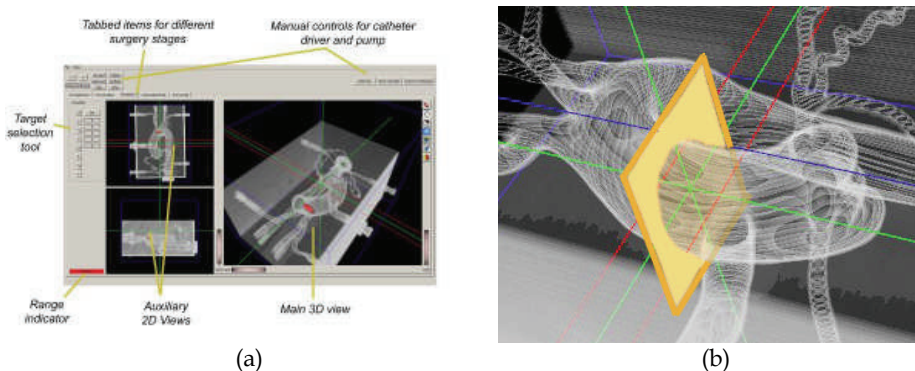 Tabbed items for different
surgery stages
Manual controls for catheter
driver and pump
Target
selection
tool
Range
indicator
Auxiliary
2D Views
Main 3D view
(a)
(b)